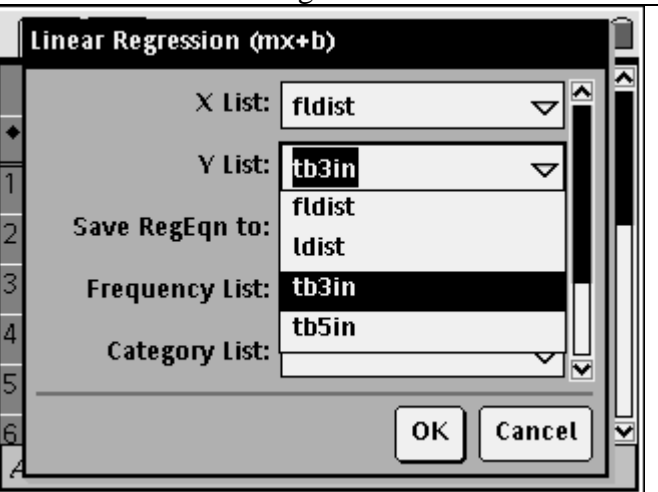 Linear Regression (mx+b)
X List: fldist
Y List: tb3in
fldist
Save RegEqn to:
ldist
1
2
3
Frequency List: tb3in
tb5in
4
Category List:
5
6
OK Cancel
A